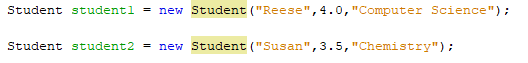 Student student1 = new Student("Reese",4.0,"Computer Science");
Student student2 = new Student("Susan",3.5,"Chemistry");